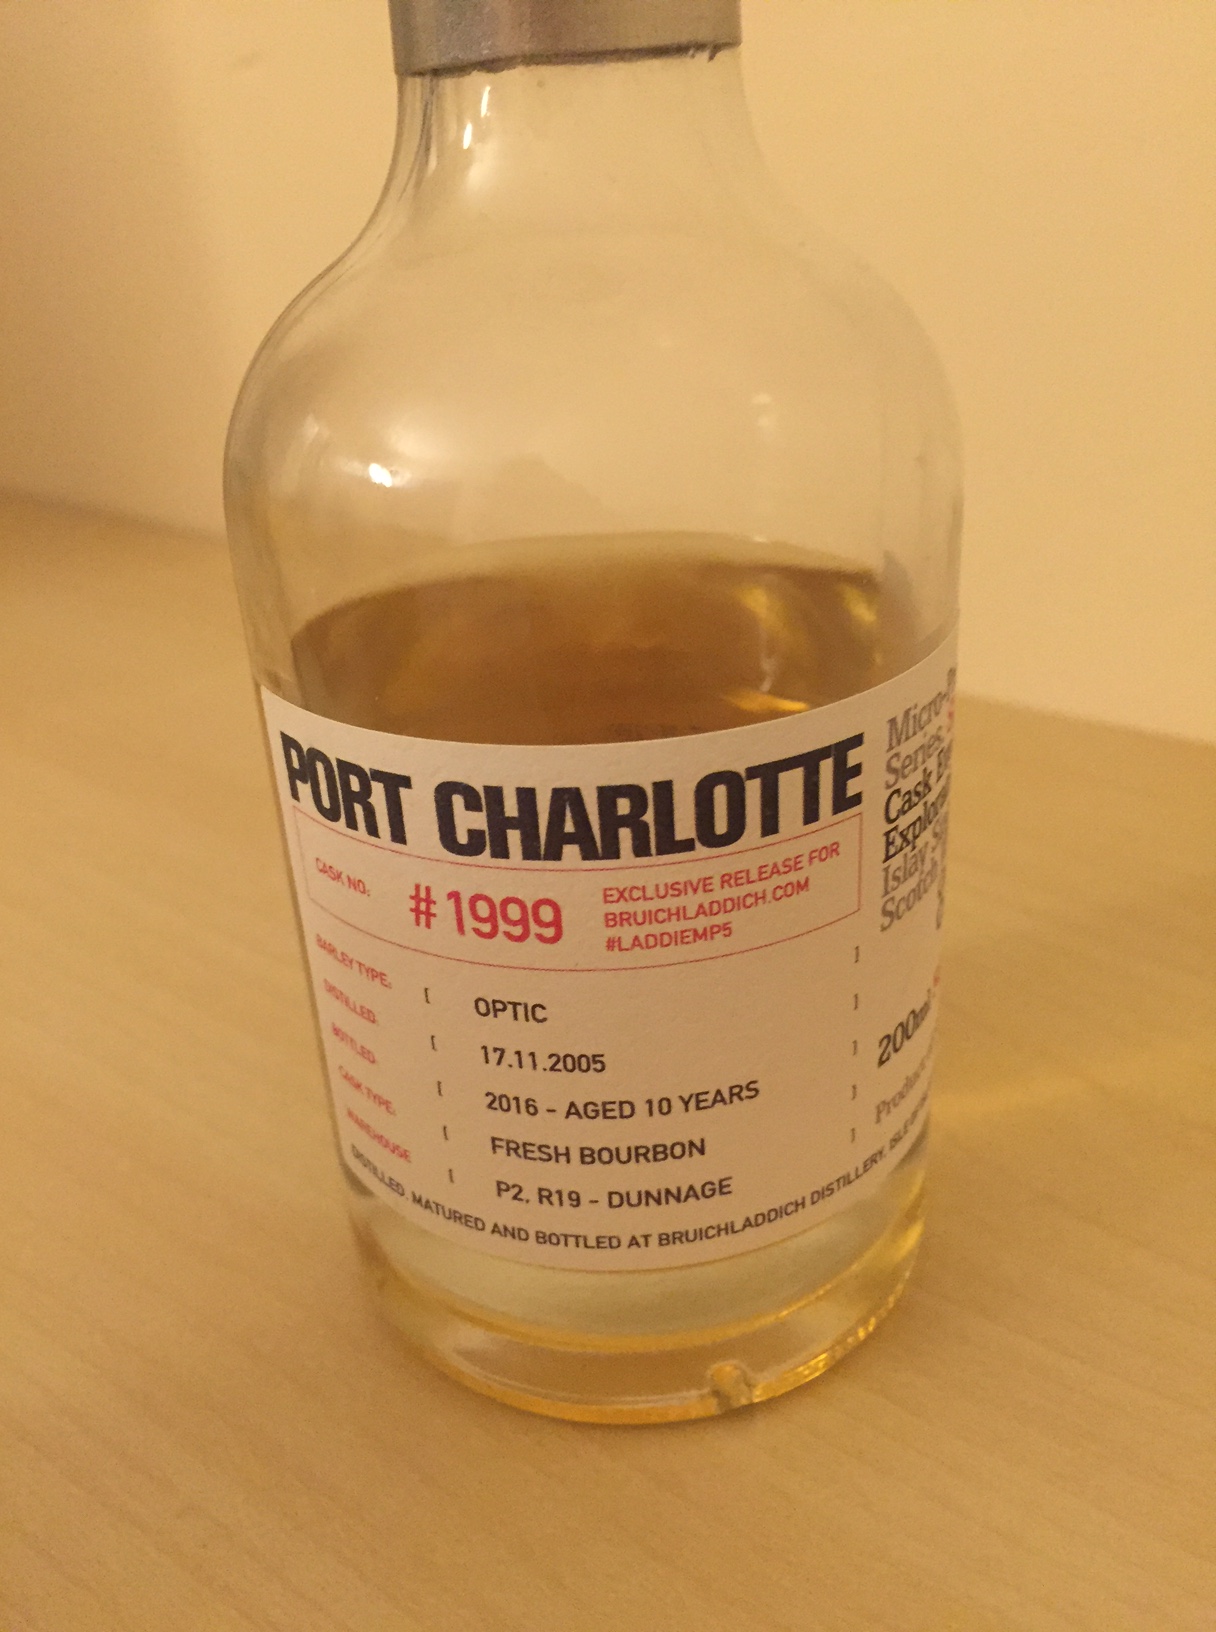 PORT CHARLOTTE
CASK NO: #1999
EXCLUSIVE RELEASE FOR
BRUICHLADDICH.COM
#LADDIEMP5
BARLEY TYPE: [ OPTIC ]
DISTILLED: [ 17.11.2005 ]
BOTTLED: [ 2016 - AGED 10 YEARS ]
CASK TYPE: [ FRESH BOURBON ]
WAREHOUSE [ P2, R19 - DUNNAGE ]
DISTILLED, MATURED AND BOTTLED AT BRUICHLADDICH DISTILLERY, ISLE
Micro-
Series
Cask
Islay
Scotch
200ml